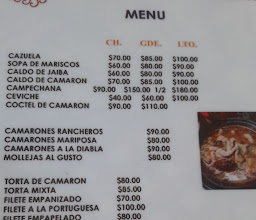 MENU
CH. GDE. LTO.
CAZUELA $70.00 $85.00 $100.00
SOPA DE MARISCOS $60.00 $80.00 $90.00
CALDO DE JAIBA $60.00 $80.00 $90.00
CALDO DE CAMARON $70.00 $85.00 $100.00
CAMPECHANA $90.00 $150.00 1/2 $180.00
CEVICHE $40.00 $60.00 $100.00
COCTEL DE CAMARON $90.00 $110.00
CAMARONES RANCHEROS $90.00
CAMARONES MARIPOSA $80.00
CAMARONES A LA DIABLA $90.00
MOLLEJAS AL GUSTO $80.00
TORTA DE CAMARON $80.00
TORTA MIXTA $85.00
FILETE EMPANIZADO $70.00
FILETE A LA PORTUGUESA $100.00
FILETE EMPAPELADO $80.00